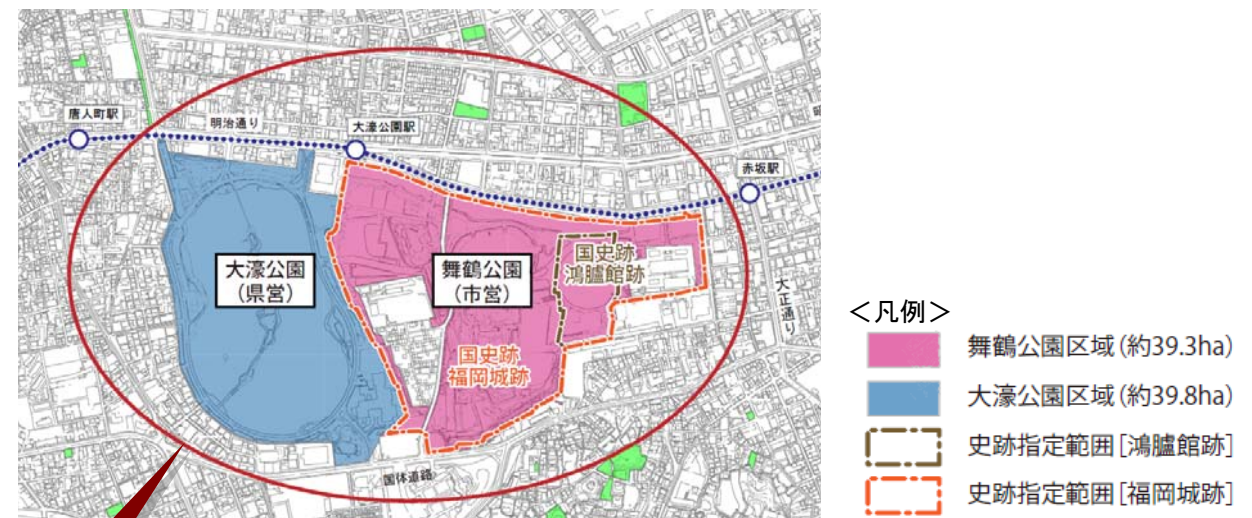 唐人町駅
明治通り
大濠公園駅
赤坂駅
大濠公園
(県営)
舞鶴公園
(市営)
国史跡
鴻臚館跡
国史跡
福岡城跡
大正通り
国体道路
＜凡例＞
舞鶴公園区域(約39.3ha)
大濠公園区域(約39.8ha)
史跡指定範囲[鴻臚館跡]
史跡指定範囲[福岡城跡]